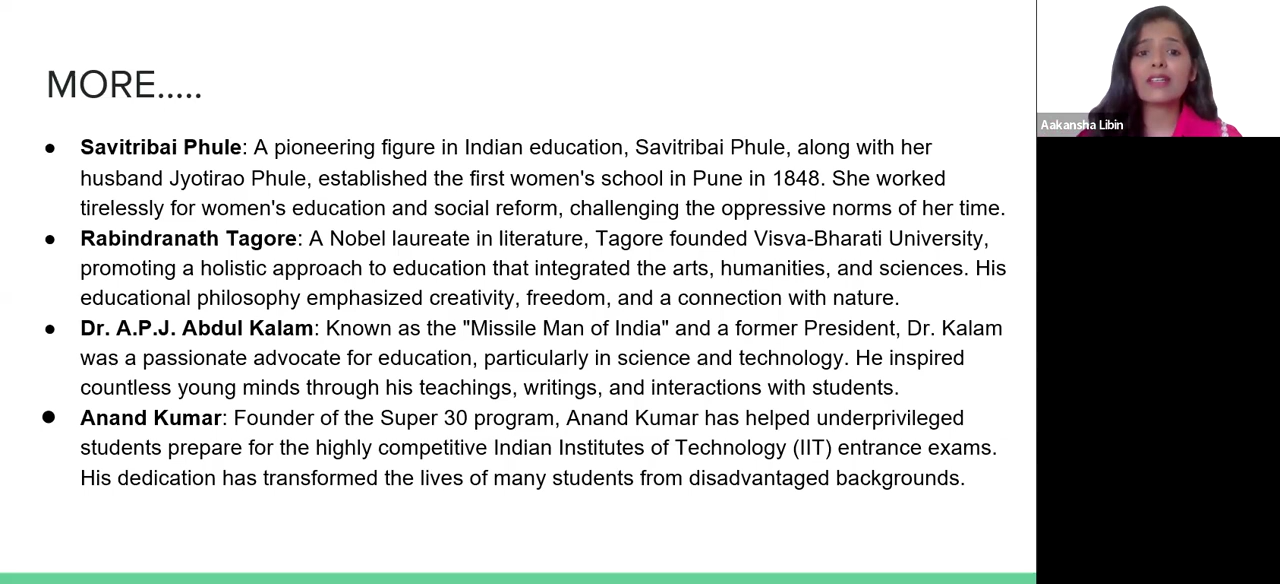 MORE.....
● Savitribai Phule: A pioneering figure in Indian education, Savitribai Phule, along with her
husband Jyotirao Phule, established the first women's school in Pune in 1848. She worked
tirelessly for women's education and social reform, challenging the oppressive norms of her time.
● Rabindranath Tagore: A Nobel laureate in literature, Tagore founded Visva-Bharati University,
promoting a holistic approach to education that integrated the arts, humanities, and sciences. His
educational philosophy emphasized creativity, freedom, and a connection with nature.
● Dr. A.P.J. Abdul Kalam: Known as the "Missile Man of India" and a former President, Dr. Kalam
was a passionate advocate for education, particularly in science and technology. He inspired
countless young minds through his teachings, writings, and interactions with students.
● Anand Kumar: Founder of the Super 30 program, Anand Kumar has helped underprivileged
students prepare for the highly competitive Indian Institutes of Technology (IIT) entrance exams.
His dedication has transformed the lives of many students from disadvantaged backgrounds.
Aakansha Libin